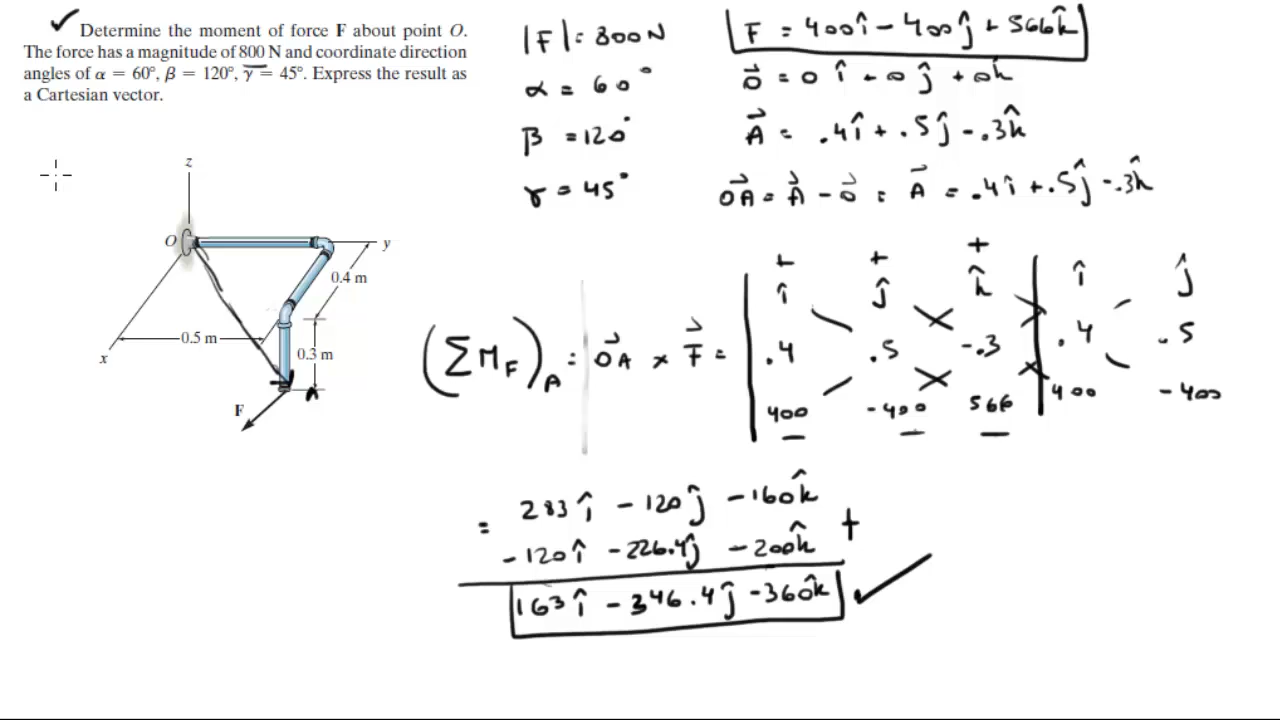 Determine the moment of force F about point O.
The force has a magnitude of 800 N and coordinate direction
angles of α = 60°, β = 120°, γ = 45°. Express the result as
a Cartesian vector.
|F| = 800N
α = 60°
β = 120°
γ = 45°
F = 400î - 400ĵ + 566k̂
O⃗ = 0î + 0ĵ + 0k̂
A⃗ = .4î + .5ĵ - .3k̂
OA⃗ = A⃗ - O⃗ = A⃗ = .4î + .5ĵ - .3k̂
z
O
y
0.4 m
0.5 m
x
0.3 m
A
F
+ + +
(ΣM_F)_A = OA⃗ × F⃗ = | î ĵ k̂ | î ĵ
.4 .5 -.3 | .4 .5
400 -400 566 | 400 -400
= 283î - 120ĵ - 160k̂
-120î - 226.4ĵ - 200k̂ +
163î - 346.4ĵ - 360k̂